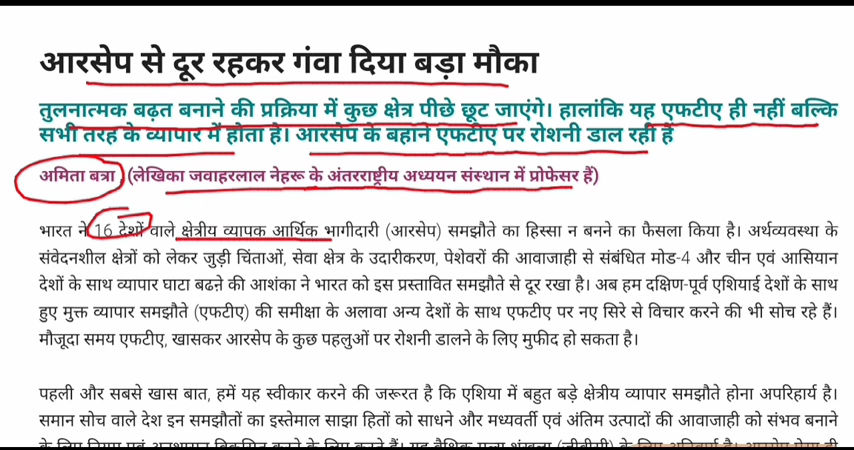 आरसेप से दूर रहकर गंवा दिया बड़ा मौका
तुलनात्मक बढ़त बनाने की प्रक्रिया में कुछ क्षेत्र पीछे छूट जाएंगे। हालांकि यह एफटीए ही नहीं बल्कि
सभी तरह के व्यापार में होता है। आरसेप के बहाने एफटीए पर रोशनी डाल रही हैं
अमिता बत्रा (लेखिका जवाहरलाल नेहरू के अंतरराष्ट्रीय अध्ययन संस्थान में प्रोफेसर हैं)
भारत ने 16 देशों वाले क्षेत्रीय व्यापक आर्थिक भागीदारी (आरसेप) समझौते का हिस्सा न बनने का फैसला किया है। अर्थव्यवस्था के
संवेदनशील क्षेत्रों को लेकर जुड़ी चिंताओं, सेवा क्षेत्र के उदारीकरण, पेशेवरों की आवाजाही से संबंधित मोड-4 और चीन एवं आसियान
देशों के साथ व्यापार घाटा बढऩे की आशंका ने भारत को इस प्रस्तावित समझौते से दूर रखा है। अब हम दक्षिण-पूर्व एशियाई देशों के साथ
हुए मुक्त व्यापार समझौते (एफटीए) की समीक्षा के अलावा अन्य देशों के साथ एफटीए पर नए सिरे से विचार करने की भी सोच रहे हैं।
मौजूदा समय एफटीए, खासकर आरसेप के कुछ पहलुओं पर रोशनी डालने के लिए मुफीद हो सकता है।
पहली और सबसे खास बात, हमें यह स्वीकार करने की जरूरत है कि एशिया में बहुत बड़े क्षेत्रीय व्यापार समझौते होना अपरिहार्य है।
समान सोच वाले देश इन समझौतों का इस्तेमाल साझा हितों को साधने और मध्यवर्ती एवं अंतिम उत्पादों की आवाजाही को संभव बनाने